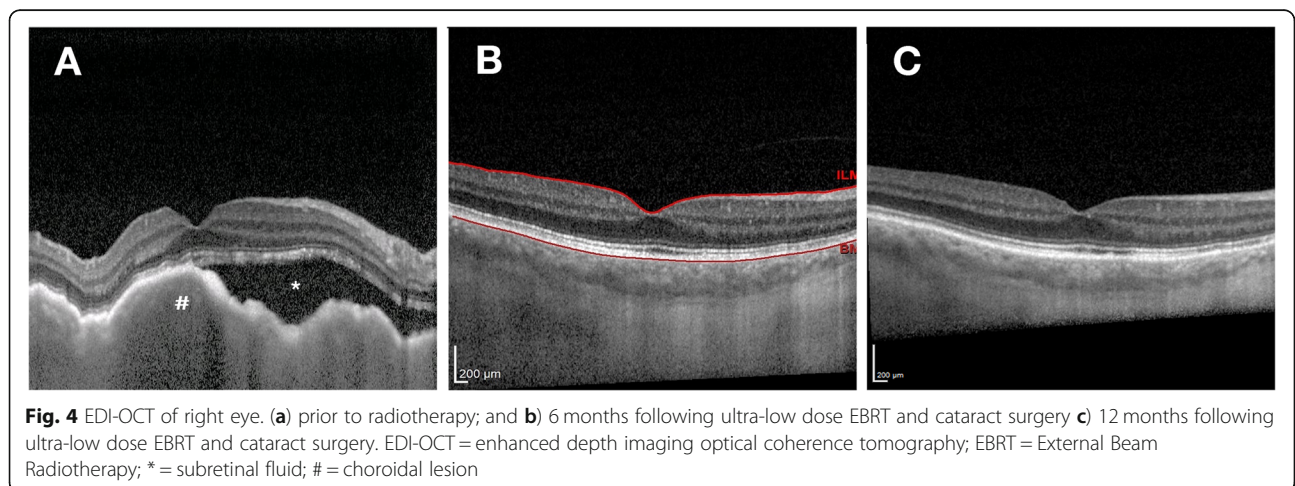 A
B
C
ILM
#
*
BM
200 µm
200 µm
Fig. 4 EDI-OCT of right eye. (a) prior to radiotherapy; and b) 6 months following ultra-low dose EBRT and cataract surgery c) 12 months following
ultra-low dose EBRT and cataract surgery. EDI-OCT = enhanced depth imaging optical coherence tomography; EBRT = External Beam
Radiotherapy; * = subretinal fluid; # = choroidal lesion